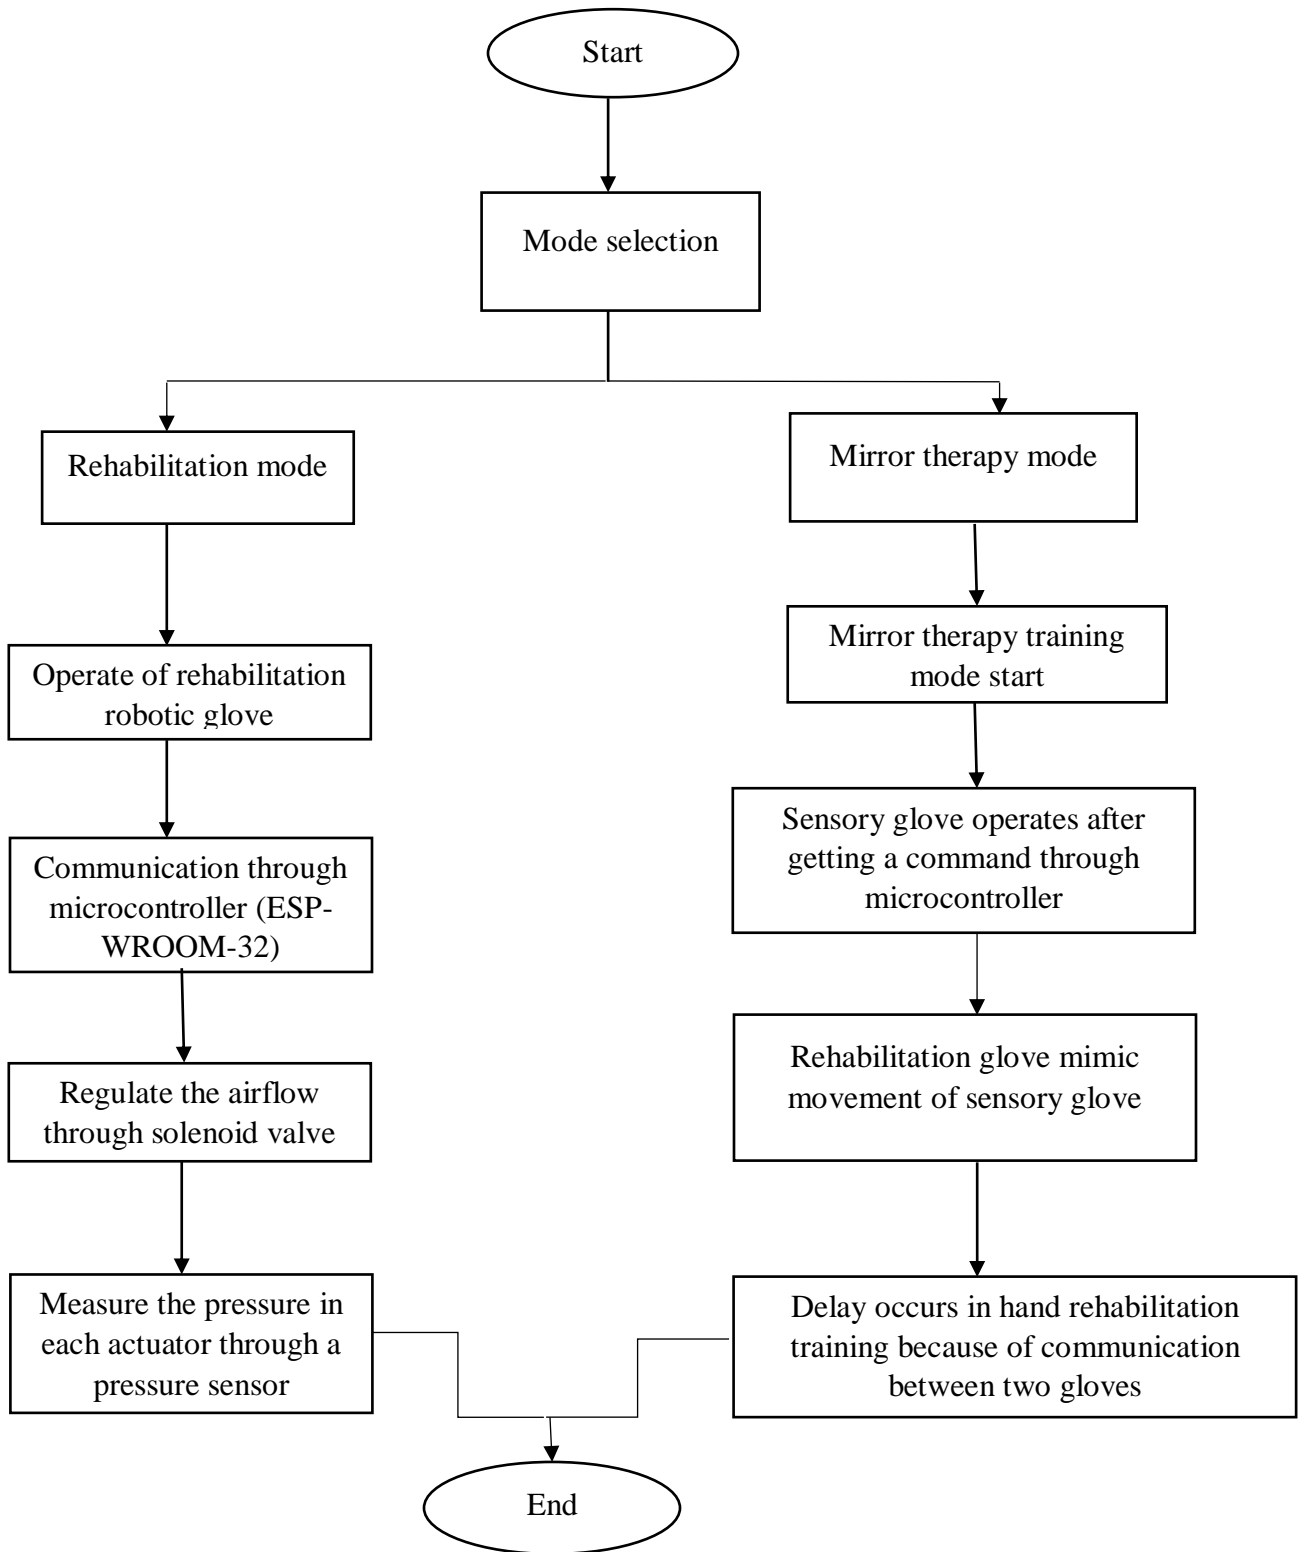 Start
Mode selection
Rehabilitation mode
Operate of rehabilitation
robotic glove
Communication through
microcontroller (ESP-
WROOM-32)
Regulate the airflow
through solenoid valve
Measure the pressure in
each actuator through a
pressure sensor
Mirror therapy mode
Mirror therapy training
mode start
Sensory glove operates after
getting a command through
microcontroller
Rehabilitation glove mimic
movement of sensory glove
Delay occurs in hand rehabilitation
training because of communication
between two gloves
End